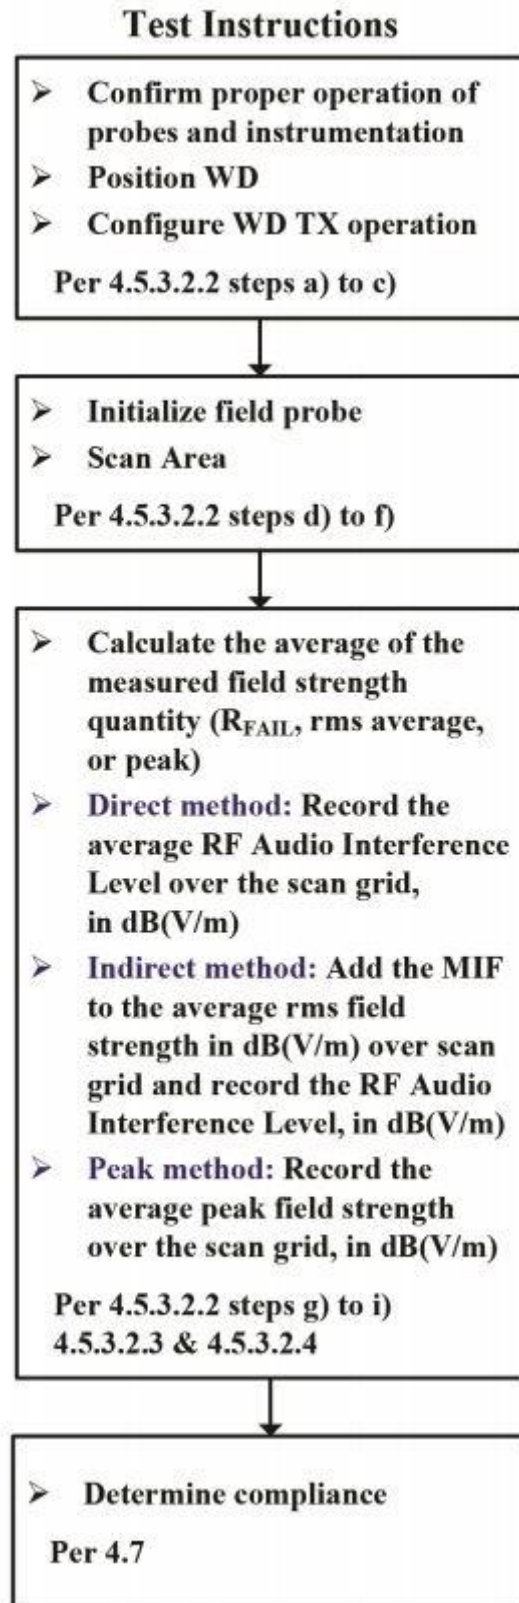 Test Instructions
➢ Confirm proper operation of
probes and instrumentation
➢ Position WD
➢ Configure WD TX operation
Per 4.5.3.2.2 steps a) to c)
➢ Initialize field probe
➢ Scan Area
Per 4.5.3.2.2 steps d) to f)
➢ Calculate the average of the
measured field strength
quantity (RFAIL, rms average,
or peak)
➢ Direct method: Record the
average RF Audio Interference
Level over the scan grid,
in dB(V/m)
➢ Indirect method: Add the MIF
to the average rms field
strength in dB(V/m) over scan
grid and record the RF Audio
Interference Level, in dB(V/m)
➢ Peak method: Record the
average peak field strength
over the scan grid, in dB(V/m)
Per 4.5.3.2.2 steps g) to i)
4.5.3.2.3 & 4.5.3.2.4
➢ Determine compliance
Per 4.7